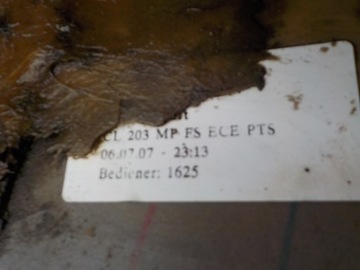 CL 203 MP FS ECE PTS
06.07.07 - 23:13
Bediener: 1625